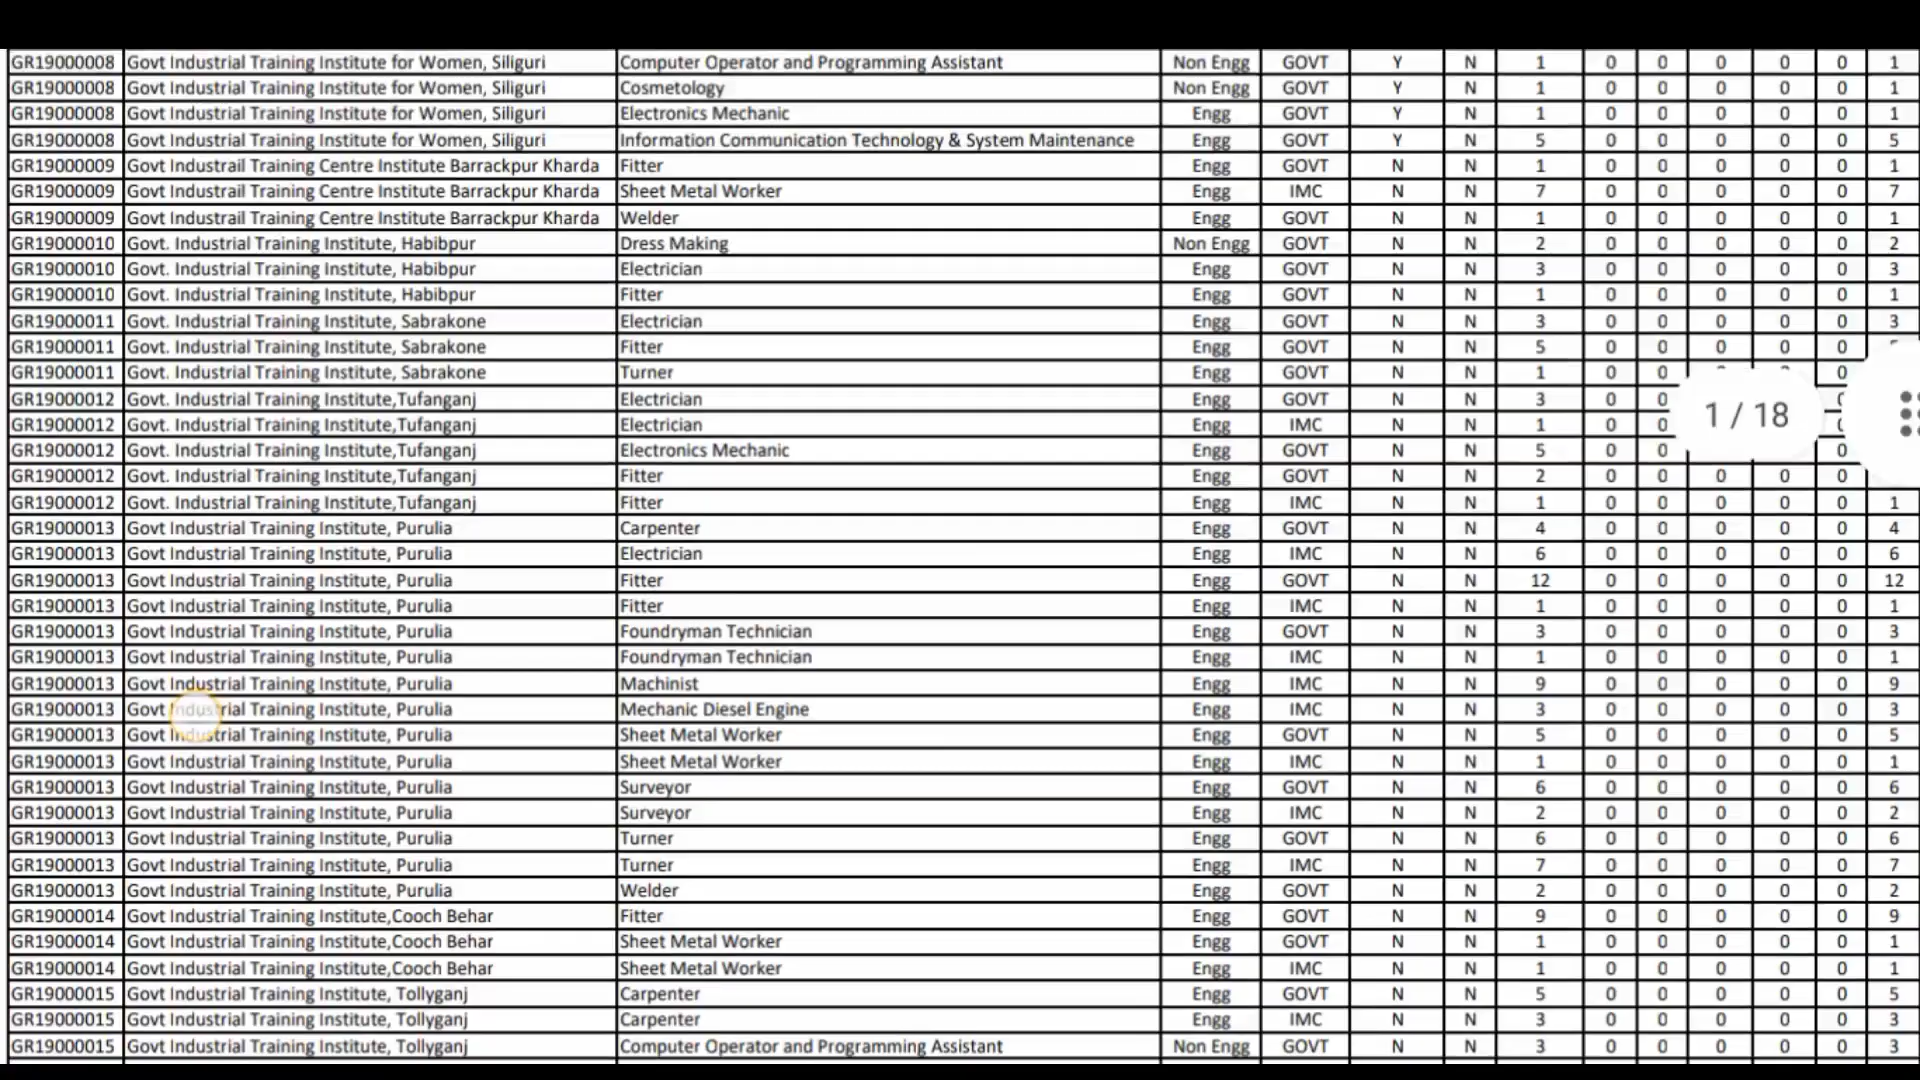 GR19000008 Govt Industrial Training Institute for Women, Siliguri Computer Operator and Programming Assistant Non Engg GOVT Y N 1 0 0 0 0 0 1
GR19000008 Govt Industrial Training Institute for Women, Siliguri Cosmetology Non Engg GOVT Y N 1 0 0 0 0 0 1
GR19000008 Govt Industrial Training Institute for Women, Siliguri Electronics Mechanic Engg GOVT Y N 1 0 0 0 0 0 1
GR19000008 Govt Industrial Training Institute for Women, Siliguri Information Communication Technology & System Maintenance Engg GOVT Y N 5 0 0 0 0 0 5
GR19000009 Govt Industrail Training Centre Institute Barrackpur Kharda Fitter Engg GOVT N N 1 0 0 0 0 0 1
GR19000009 Govt Industrail Training Centre Institute Barrackpur Kharda Sheet Metal Worker Engg IMC N N 7 0 0 0 0 0 7
GR19000009 Govt Industrail Training Centre Institute Barrackpur Kharda Welder Engg GOVT N N 1 0 0 0 0 0 1
GR19000010 Govt. Industrial Training Institute, Habibpur Dress Making Non Engg GOVT N N 2 0 0 0 0 0 2
GR19000010 Govt. Industrial Training Institute, Habibpur Electrician Engg GOVT N N 3 0 0 0 0 0 3
GR19000010 Govt. Industrial Training Institute, Habibpur Fitter Engg GOVT N N 1 0 0 0 0 0 1
GR19000011 Govt. Industrial Training Institute, Sabrakone Electrician Engg GOVT N N 3 0 0 0 0 0 3
GR19000011 Govt. Industrial Training Institute, Sabrakone Fitter Engg GOVT N N 5 0 0 0 0 0
GR19000011 Govt. Industrial Training Institute, Sabrakone Turner Engg GOVT N N 1 0 0 0
GR19000012 Govt. Industrial Training Institute,Tufanganj Electrician Engg GOVT N N 3 0 0 0
GR19000012 Govt. Industrial Training Institute,Tufanganj Electrician Engg IMC N N 1 0 0
1 / 18
GR19000012 Govt. Industrial Training Institute,Tufanganj Electronics Mechanic Engg GOVT N N 5 0 0 0
GR19000012 Govt. Industrial Training Institute,Tufanganj Fitter Engg GOVT N N 2 0 0 0 0 0
GR19000012 Govt. Industrial Training Institute,Tufanganj Fitter Engg IMC N N 1 0 0 0 0 0 1
GR19000013 Govt Industrial Training Institute, Purulia Carpenter Engg GOVT N N 4 0 0 0 0 0 4
GR19000013 Govt Industrial Training Institute, Purulia Electrician Engg IMC N N 6 0 0 0 0 0 6
GR19000013 Govt Industrial Training Institute, Purulia Fitter Engg GOVT N N 12 0 0 0 0 0 12
GR19000013 Govt Industrial Training Institute, Purulia Fitter Engg IMC N N 1 0 0 0 0 0 1
GR19000013 Govt Industrial Training Institute, Purulia Foundryman Technician Engg GOVT N N 3 0 0 0 0 0 3
GR19000013 Govt Industrial Training Institute, Purulia Foundryman Technician Engg IMC N N 1 0 0 0 0 0 1
GR19000013 Govt Industrial Training Institute, Purulia Machinist Engg IMC N N 9 0 0 0 0 0 9
GR19000013 Govt Industrial Training Institute, Purulia Mechanic Diesel Engine Engg IMC N N 3 0 0 0 0 0 3
GR19000013 Govt Industrial Training Institute, Purulia Sheet Metal Worker Engg GOVT N N 5 0 0 0 0 0 5
GR19000013 Govt Industrial Training Institute, Purulia Sheet Metal Worker Engg IMC N N 1 0 0 0 0 0 1
GR19000013 Govt Industrial Training Institute, Purulia Surveyor Engg GOVT N N 6 0 0 0 0 0 6
GR19000013 Govt Industrial Training Institute, Purulia Surveyor Engg IMC N N 2 0 0 0 0 0 2
GR19000013 Govt Industrial Training Institute, Purulia Turner Engg GOVT N N 6 0 0 0 0 0 6
GR19000013 Govt Industrial Training Institute, Purulia Turner Engg IMC N N 7 0 0 0 0 0 7
GR19000013 Govt Industrial Training Institute, Purulia Welder Engg GOVT N N 2 0 0 0 0 0 2
GR19000014 Govt Industrial Training Institute,Cooch Behar Fitter Engg GOVT N N 9 0 0 0 0 0 9
GR19000014 Govt Industrial Training Institute,Cooch Behar Sheet Metal Worker Engg GOVT N N 1 0 0 0 0 0 1
GR19000014 Govt Industrial Training Institute,Cooch Behar Sheet Metal Worker Engg IMC N N 1 0 0 0 0 0 1
GR19000015 Govt Industrial Training Institute, Tollyganj Carpenter Engg GOVT N N 5 0 0 0 0 0 5
GR19000015 Govt Industrial Training Institute, Tollyganj Carpenter Engg IMC N N 3 0 0 0 0 0 3
GR19000015 Govt Industrial Training Institute, Tollyganj Computer Operator and Programming Assistant Non Engg GOVT N N 3 0 0 0 0 0 3